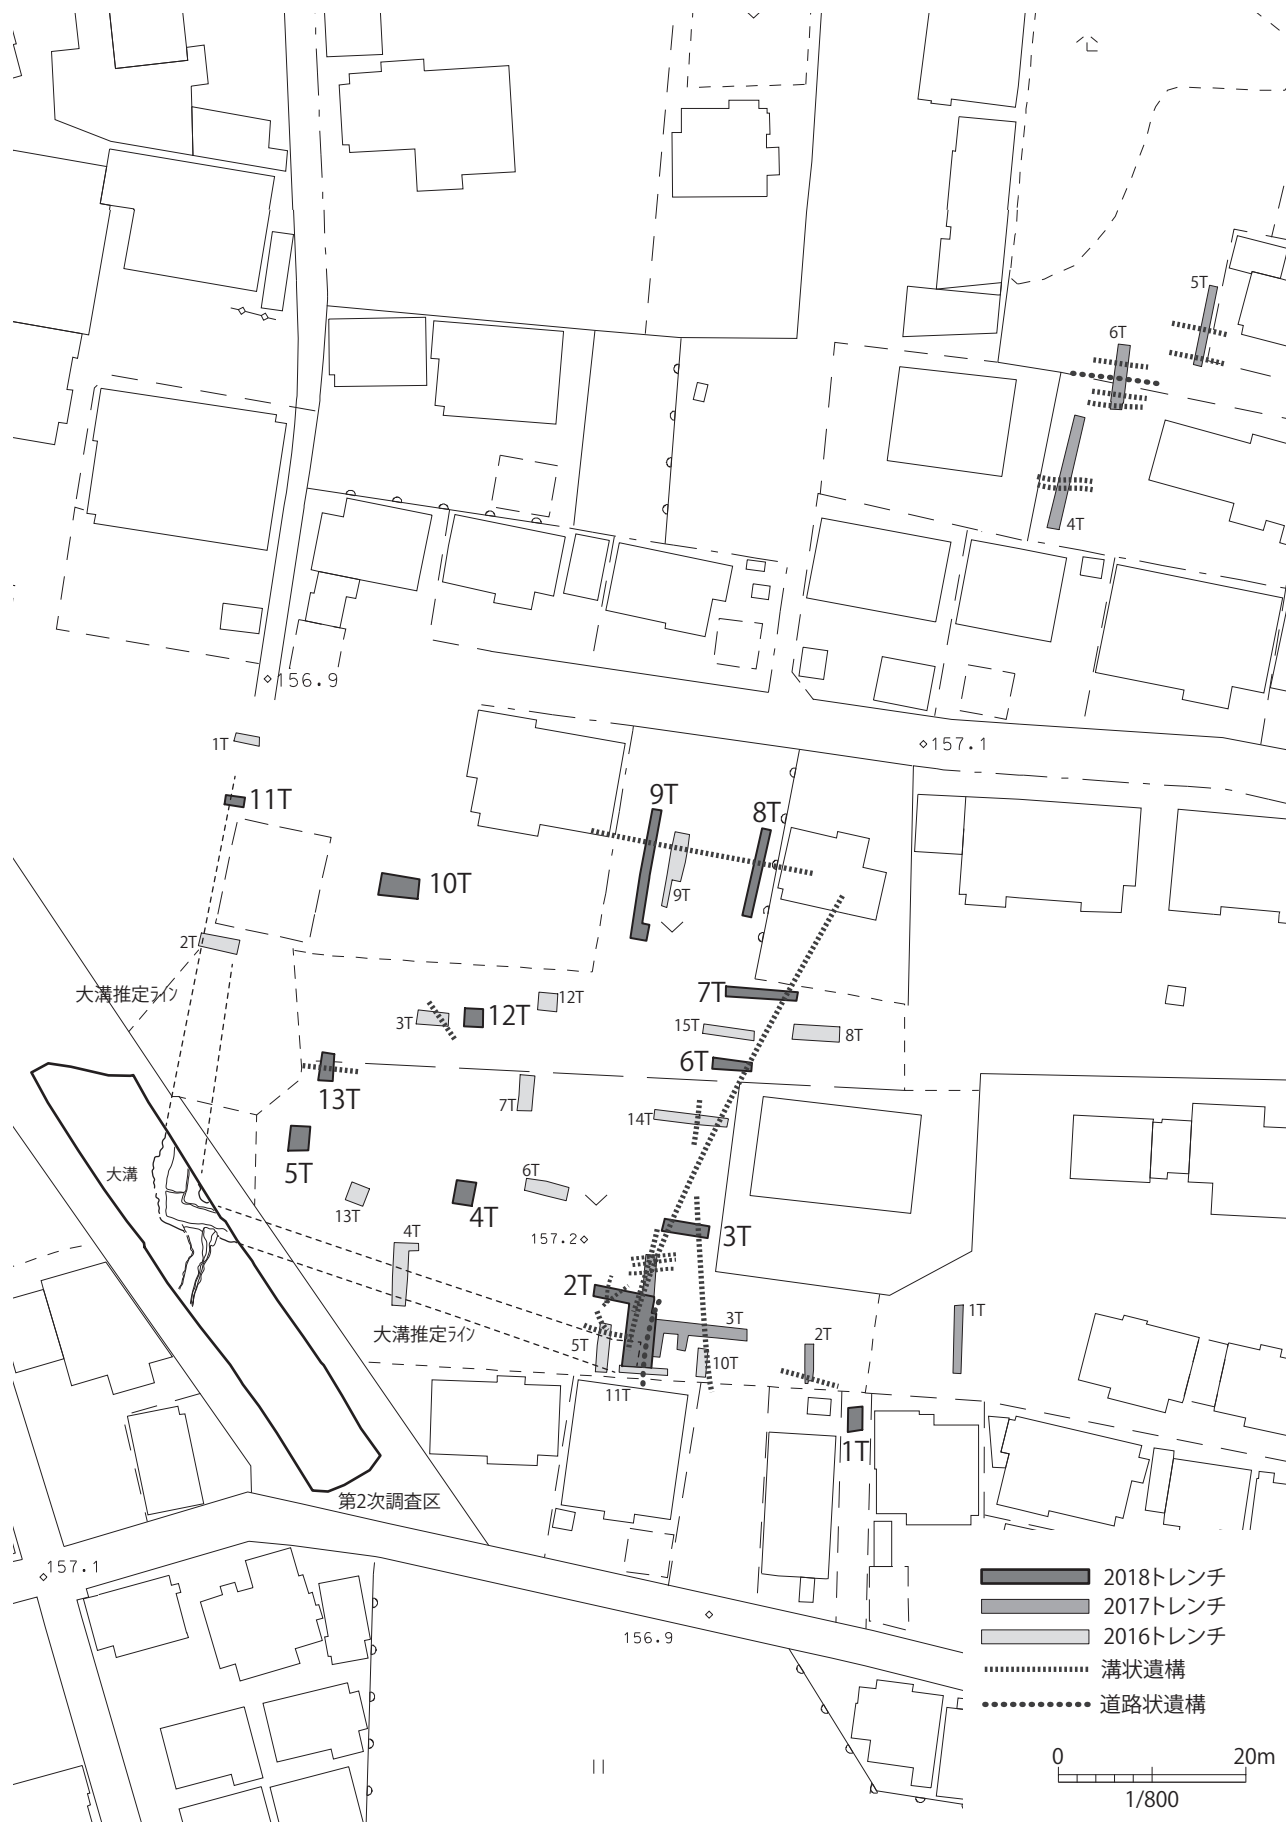 5T
6T
4T
156.9
157.1
1T
11T
9T
8T
10T
9T
2T
大溝推定ライン
7T
12T
12T
3T
15T
8T
6T
13T
7T
14T
5T
大溝
6T
13T
4T
3T
4T
157.2
2T
3T
1T
2T
大溝推定ライン
5T
10T
11T
1T
第2次調査区
157.1
2018トレンチ
2017トレンチ
2016トレンチ
156.9
溝状遺構
道路状遺構
0 20m
1/800